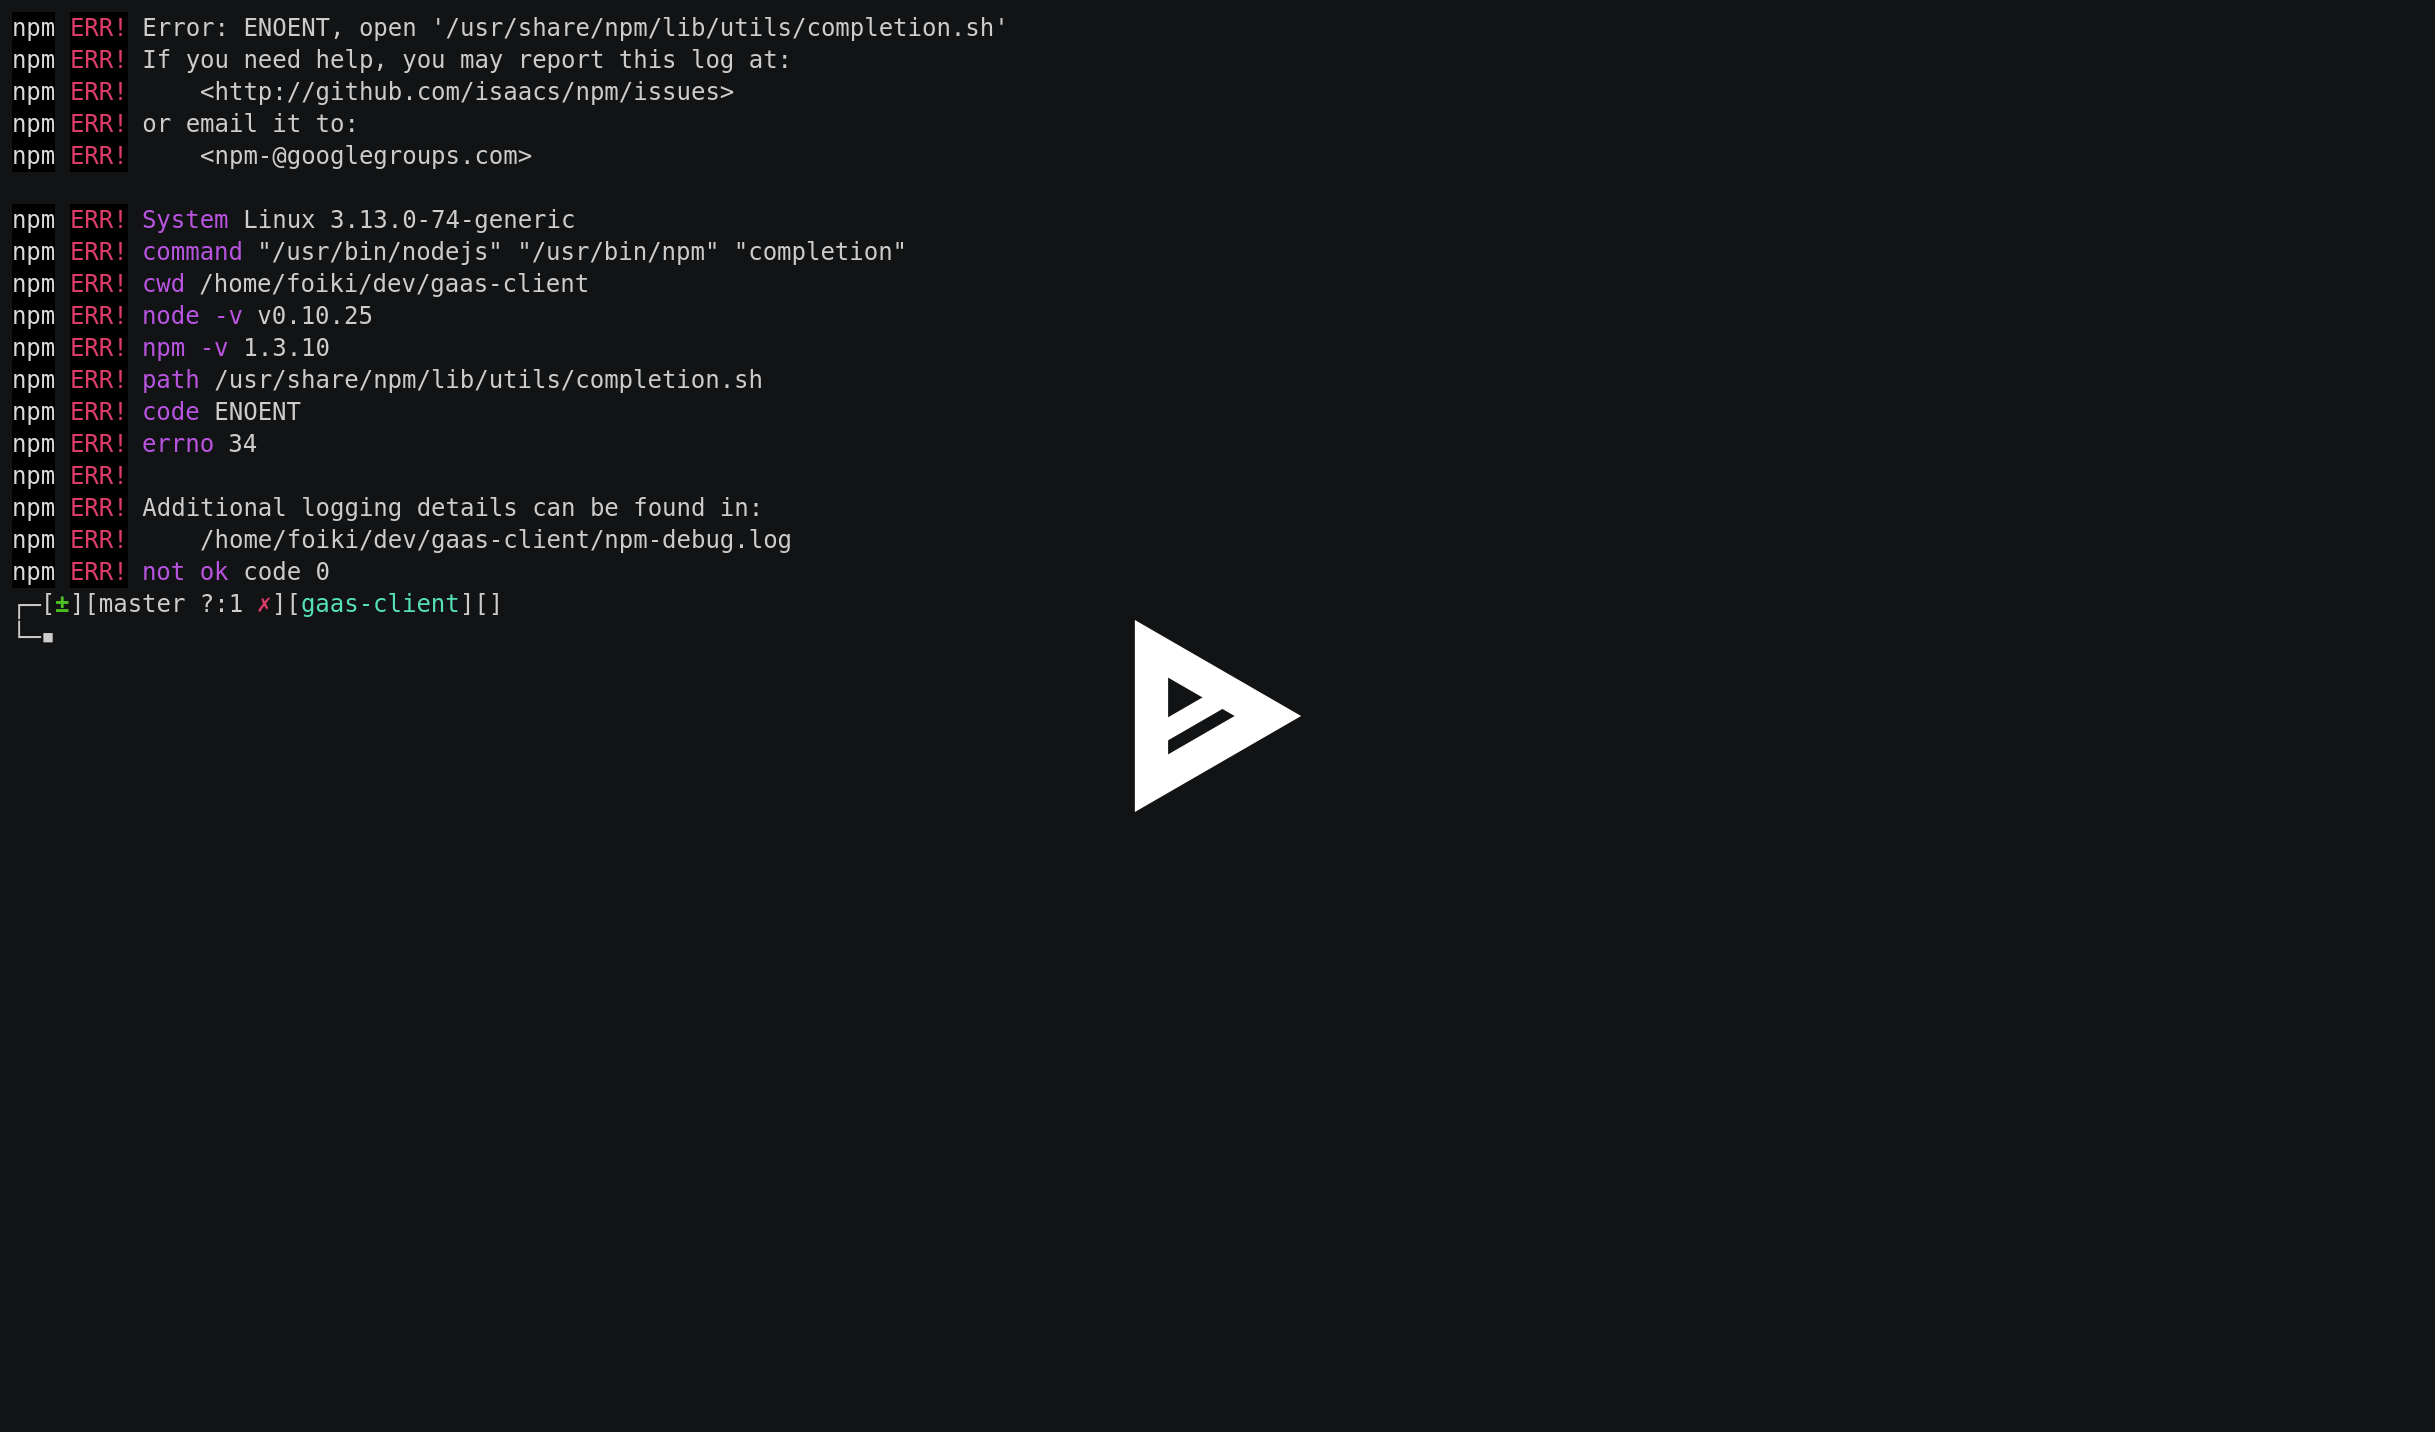 npm ERR! Error: ENOENT, open '/usr/share/npm/lib/utils/completion.sh'
npm ERR! If you need help, you may report this log at:
npm ERR!     <http://github.com/isaacs/npm/issues>
npm ERR! or email it to:
npm ERR!     <npm-@googlegroups.com>

npm ERR! System Linux 3.13.0-74-generic
npm ERR! command "/usr/bin/nodejs" "/usr/bin/npm" "completion"
npm ERR! cwd /home/foiki/dev/gaas-client
npm ERR! node -v v0.10.25
npm ERR! npm -v 1.3.10
npm ERR! path /usr/share/npm/lib/utils/completion.sh
npm ERR! code ENOENT
npm ERR! errno 34
npm ERR!
npm ERR! Additional logging details can be found in:
npm ERR!     /home/foiki/dev/gaas-client/npm-debug.log
npm ERR! not ok code 0
┌─[±][master ?:1 ✗][gaas-client][]
└─▪